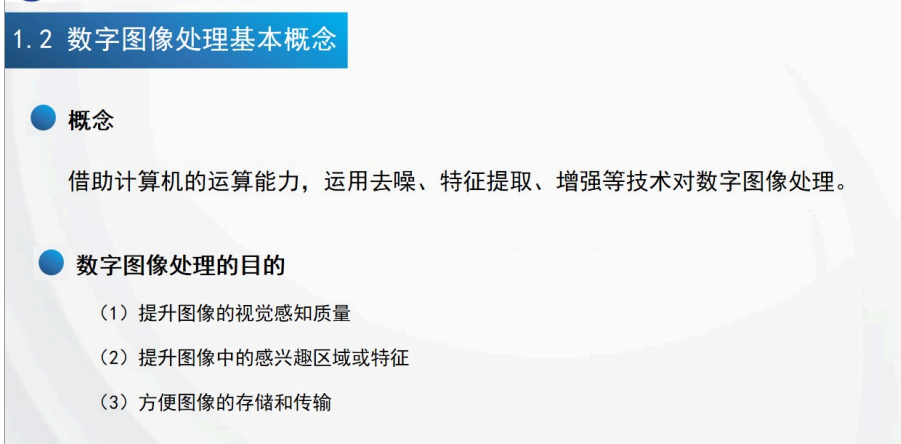 1.2 数字图像处理基本概念
概念
借助计算机的运算能力，运用去噪、特征提取、增强等技术对数字图像处理。
数字图像处理的目的
（1）提升图像的视觉感知质量
（2）提升图像中的感兴趣区域或特征
（3）方便图像的存储和传输